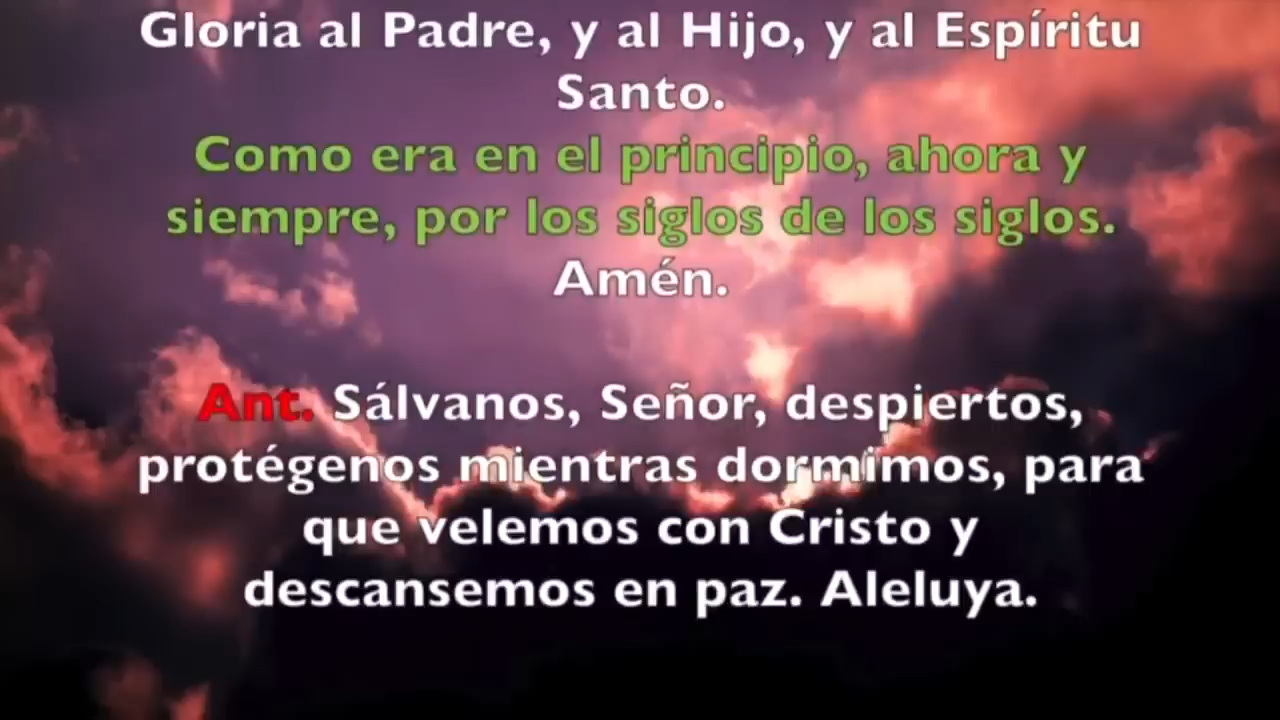 Gloria al Padre, y al Hijo, y al Espíritu
Santo.
Como era en el principio, ahora y
siempre, por los siglos de los siglos.
Amén.
Ant. Sálvanos, Señor, despiertos,
protégenos mientras dormimos, para
que velemos con Cristo y
descansemos en paz. Aleluya.